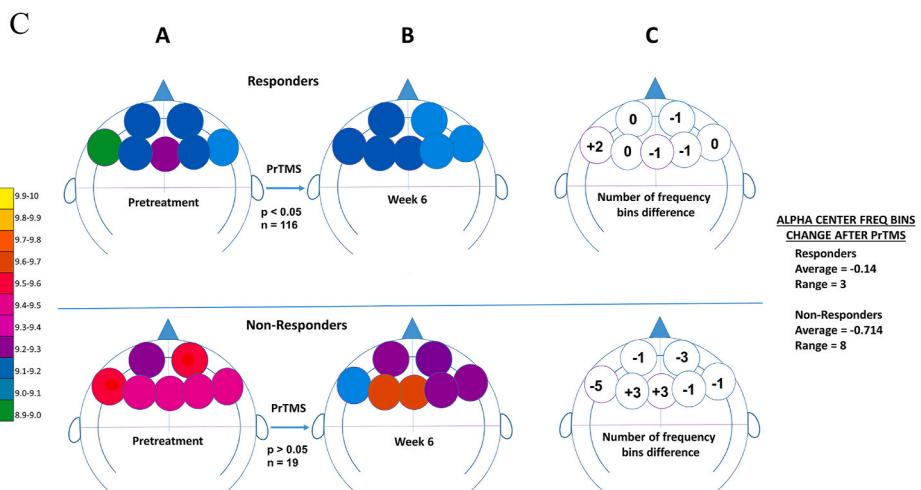 C
A
B
C
Responders
0
-1
+2
0
-1
-1
0
PrTMS
Pretreatment
Week 6
p < 0.05
n = 116
Number of frequency
bins difference
9.9-10
9.8-9.9
9.7-9.8
9.6-9.7
9.5-9.6
9.4-9.5
9.3-9.4
9.2-9.3
9.1-9.2
9.0-9.1
8.9-9.0
ALPHA CENTER FREQ BINS
CHANGE AFTER PrTMS
Responders
Average = -0.14
Range = 3
Non-Responders
Average = -0.714
Range = 8
Non-Responders
-1
-3
-5
+3
+3
-1
-1
PrTMS
Pretreatment
Week 6
p > 0.05
n = 19
Number of frequency
bins difference